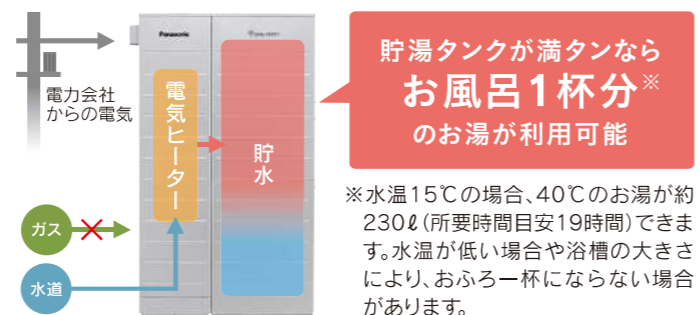 Panasonic
電力会社
からの電気
電気ヒーター
貯水
ガス
水道
貯湯タンクが満タンなら
お風呂1杯分※
のお湯が利用可能
※水温15℃の場合、40℃のお湯が約
230ℓ(所要時間目安19時間)できま
す。水温が低い場合や浴槽の大きさ
により、おふろ一杯にならない場合
があります。